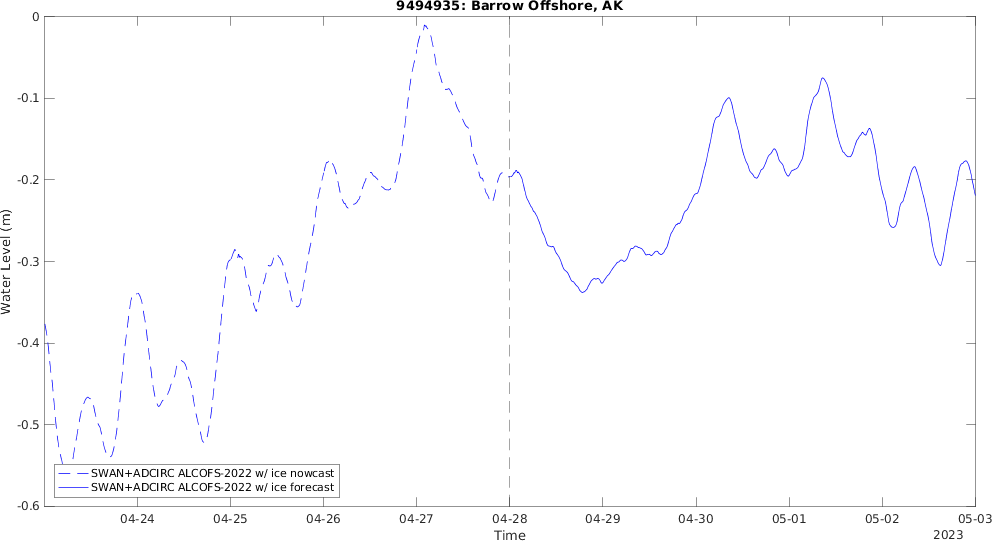 9494935: Barrow Offshore, AK
0
-0.1
-0.2
-0.3
-0.4
-0.5
-0.6
Water Level (m)
SWAN+ADCIRC ALCOFS-2022 w/ ice nowcast
SWAN+ADCIRC ALCOFS-2022 w/ ice forecast
04-24 04-25 04-26 04-27 04-28 04-29 04-30 05-01 05-02 05-03
Time
2023